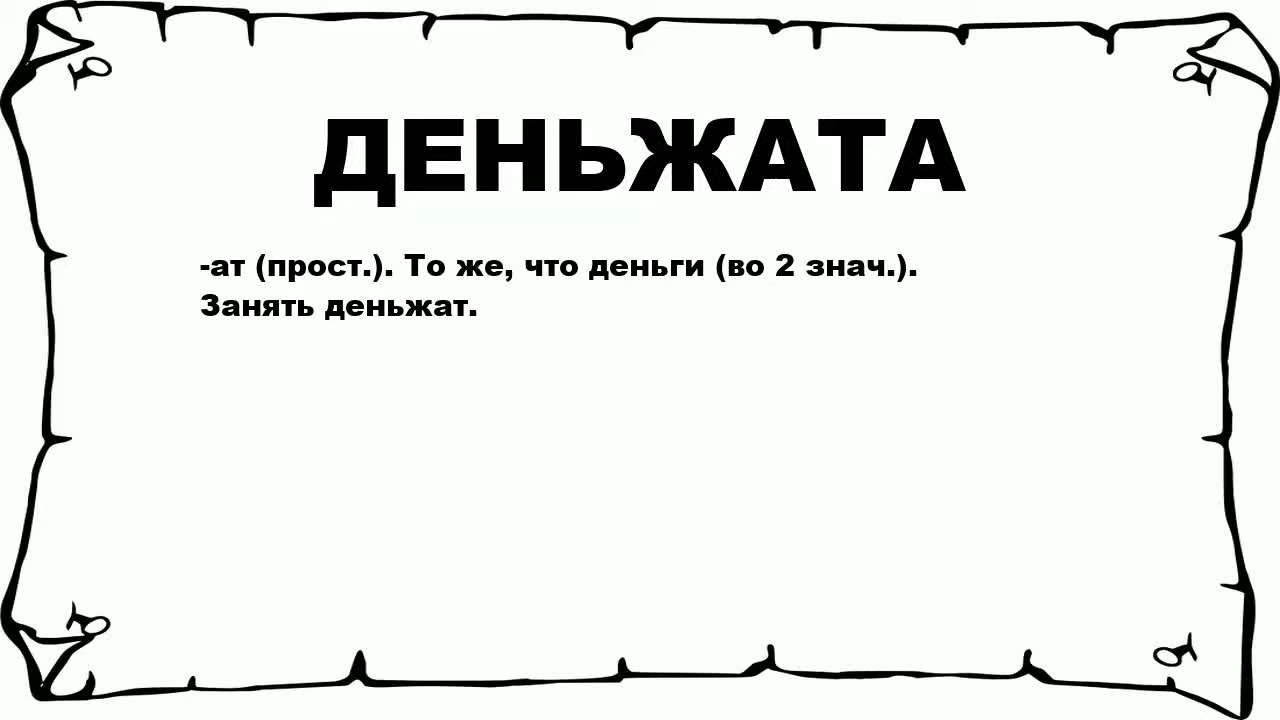 ДЕНЬЖАТА
-ат (прост.). То же, что деньги (во 2 знач.).
Занять деньжат.